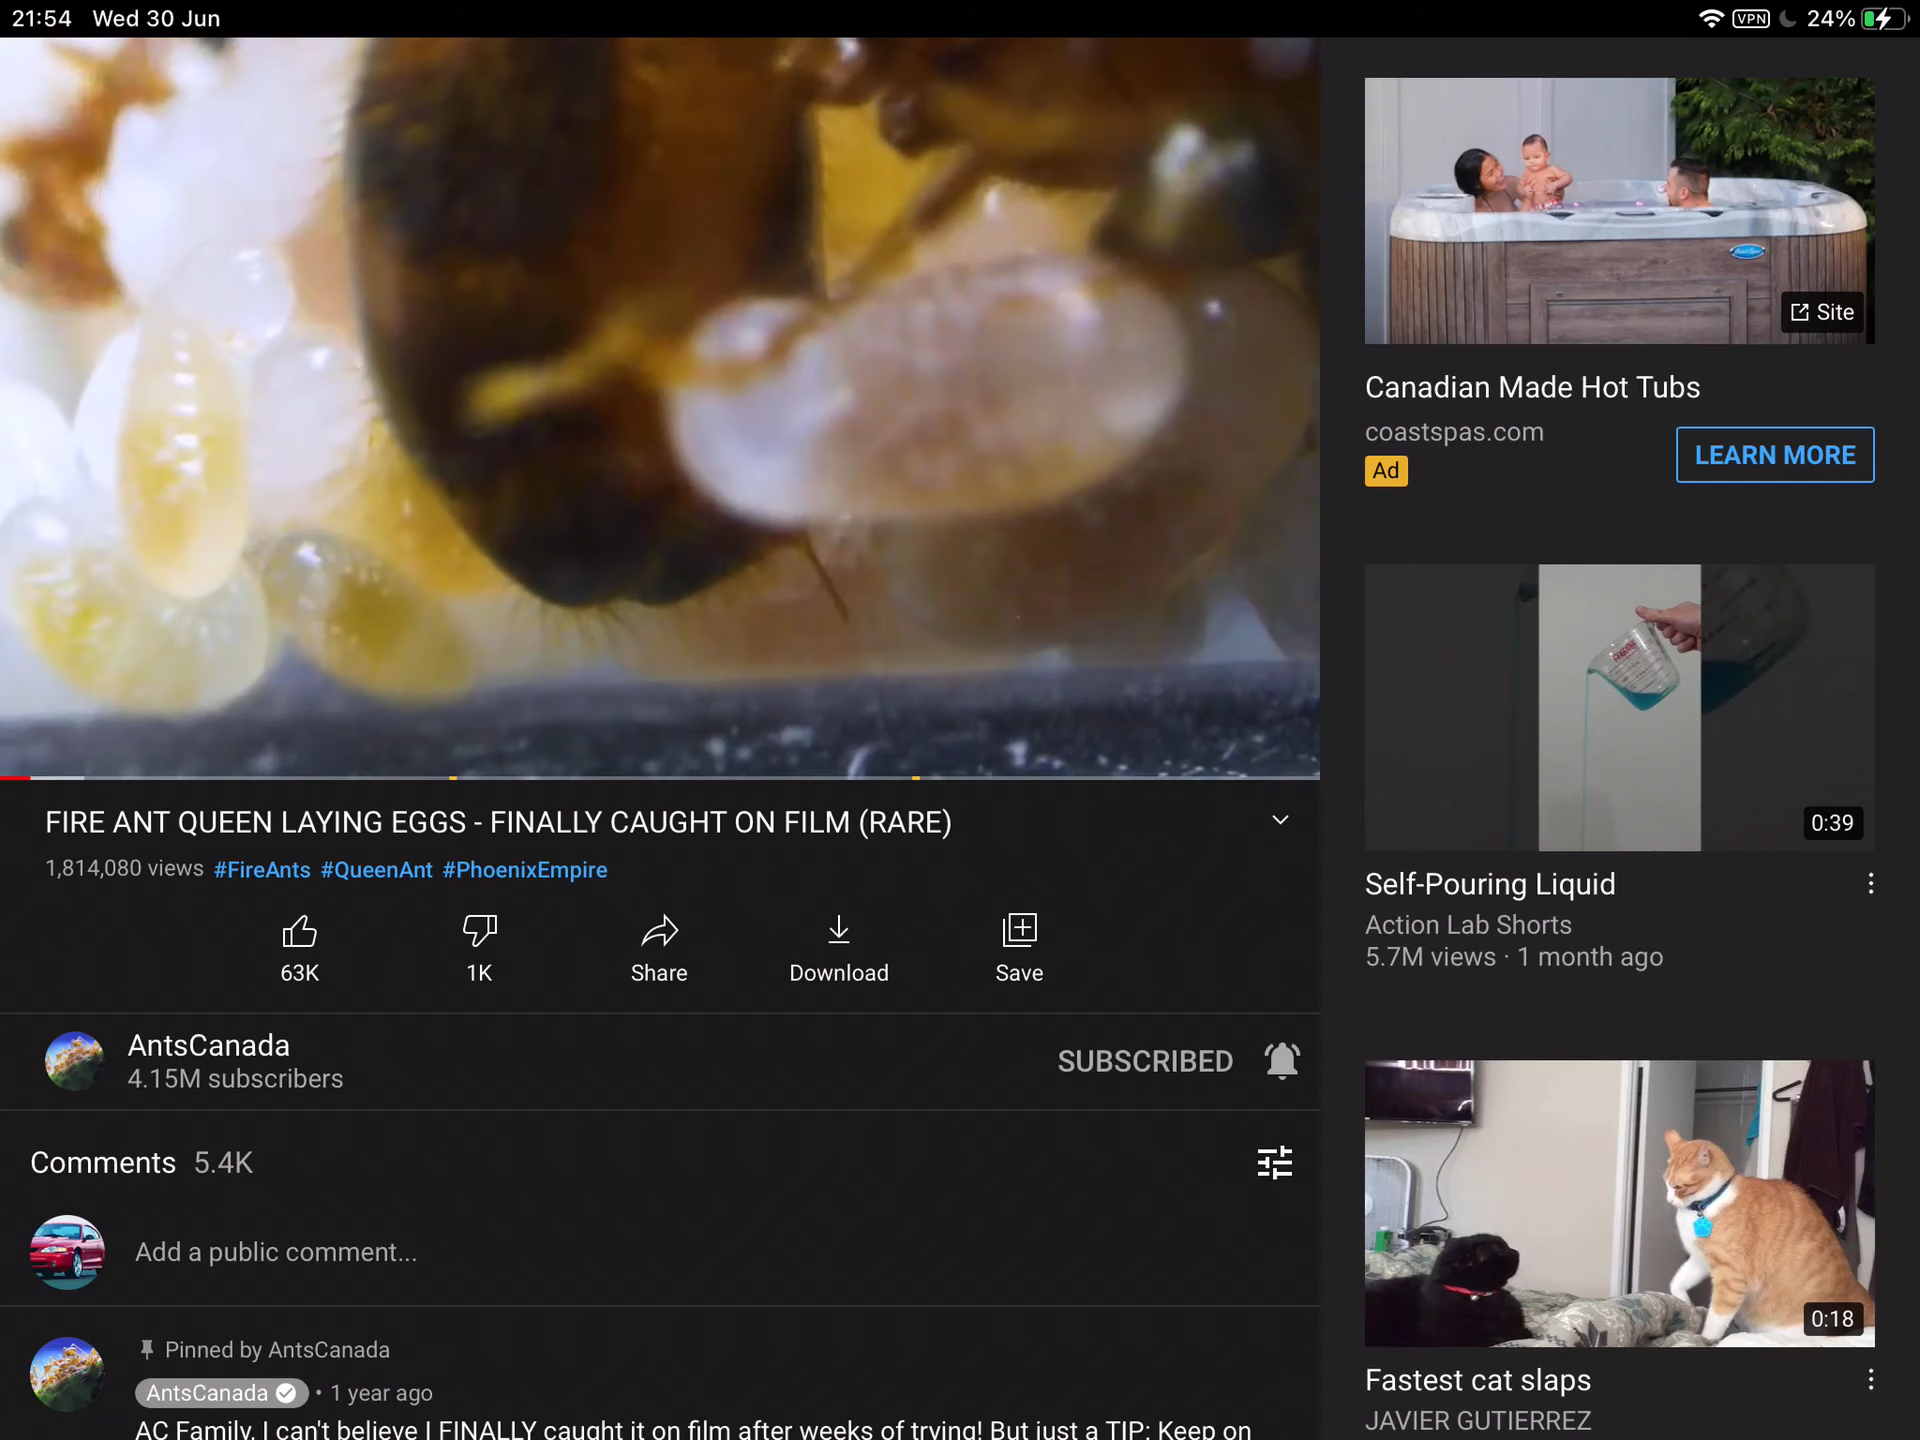 21:54 Wed 30 Jun
VPN 24%
FIRE ANT QUEEN LAYING EGGS - FINALLY CAUGHT ON FILM (RARE)
1,814,080 views #FireAnts #QueenAnt #PhoenixEmpire
63K
1K
Share
Download
Save
AntsCanada
4.15M subscribers
SUBSCRIBED
Comments 5.4K
Add a public comment...
Pinned by AntsCanada
AntsCanada • 1 year ago
AC Family, I can't believe I FINALLY caught it on film after weeks of trying! But just a TIP: Keep on
Site
Canadian Made Hot Tubs
coastspas.com
Ad
LEARN MORE
0:39
Self-Pouring Liquid
Action Lab Shorts
5.7M views · 1 month ago
0:18
Fastest cat slaps
JAVIER GUTIERREZ